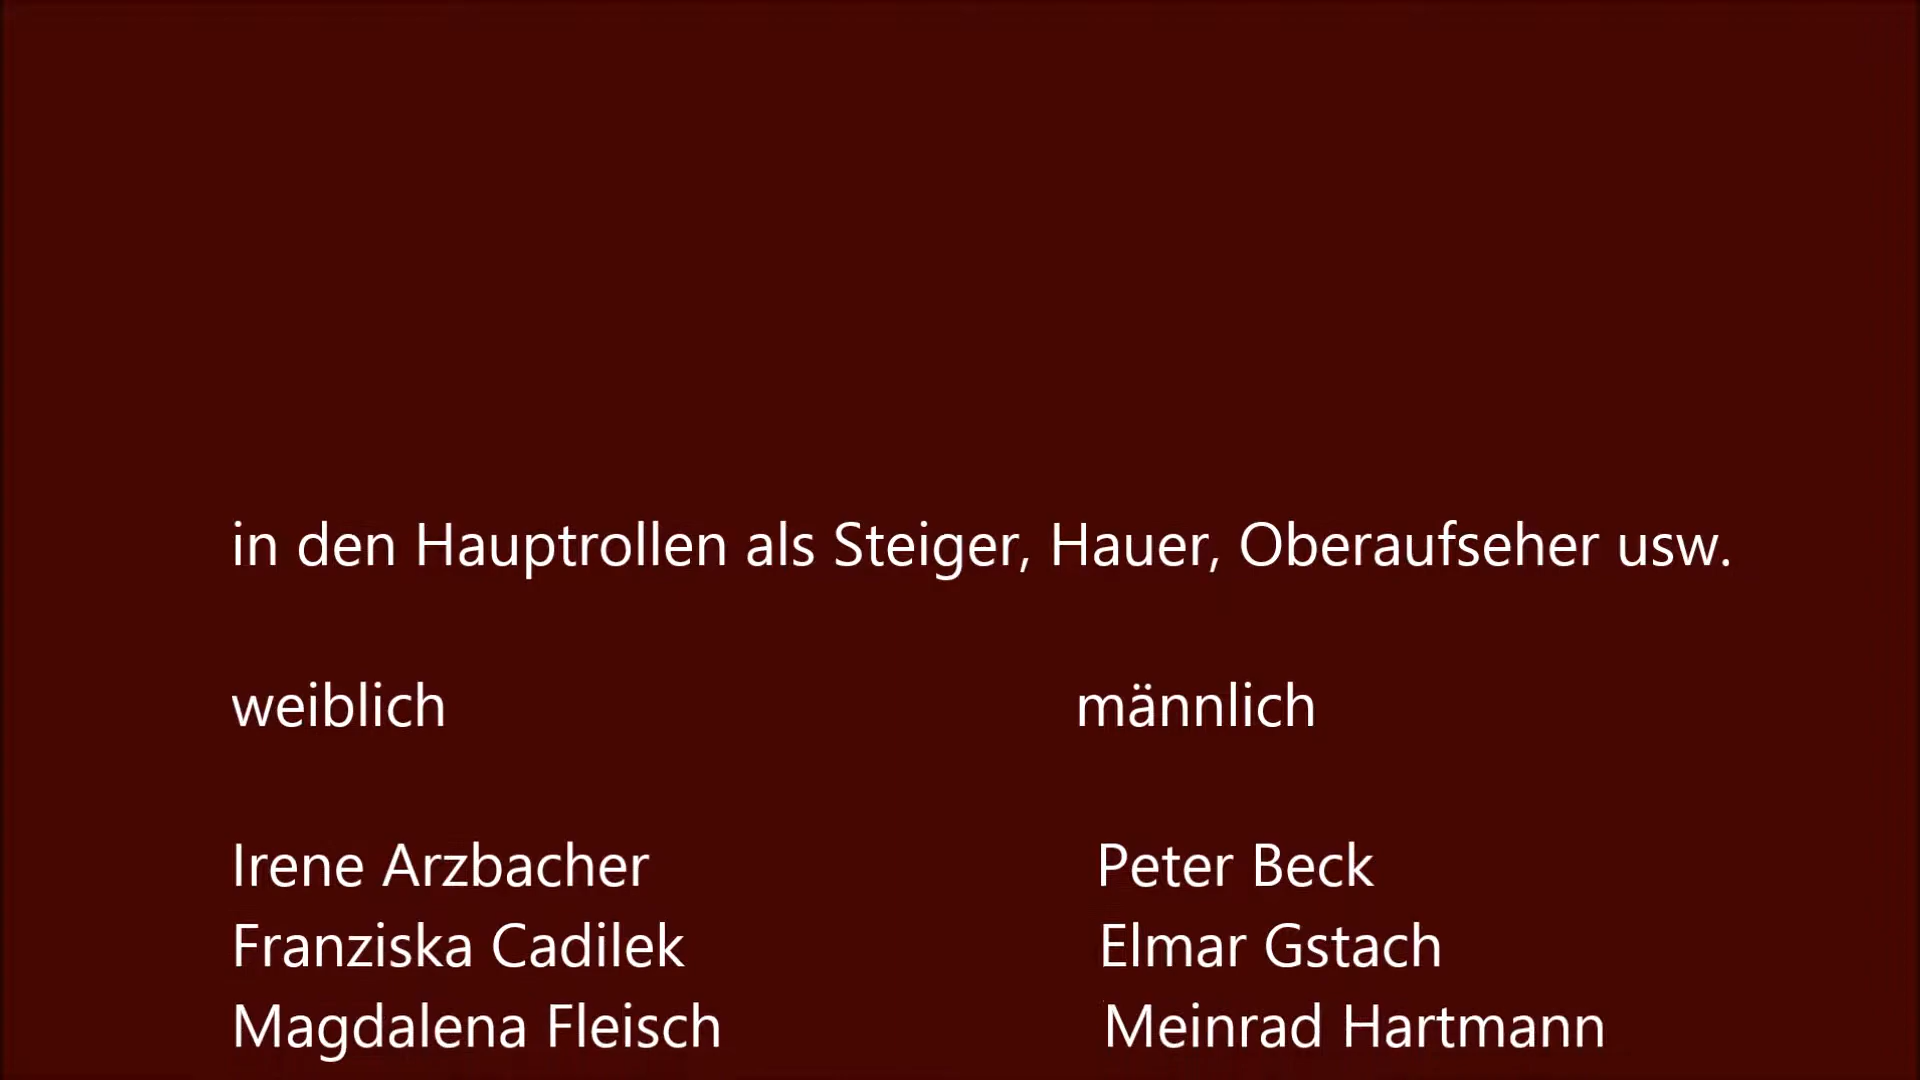 in den Hauptrollen als Steiger, Hauer, Oberaufseher usw.
weiblich männlich
Irene Arzbacher Peter Beck
Franziska Cadilek Elmar Gstach
Magdalena Fleisch Meinrad Hartmann